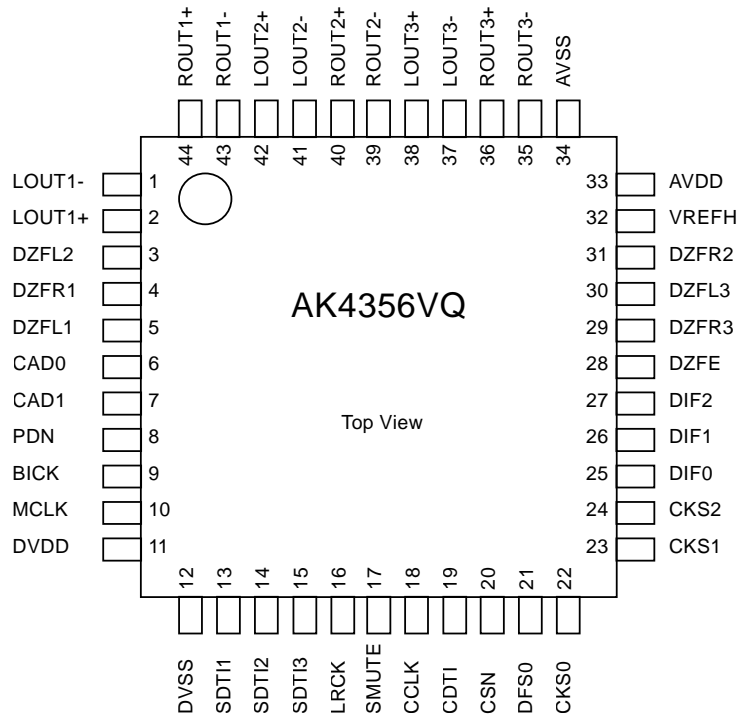 ROUT1+
ROUT1-
LOUT2+
LOUT2-
ROUT2+
ROUT2-
LOUT3+
LOUT3-
ROUT3+
ROUT3-
AVSS
44
43
42
41
40
39
38
37
36
35
34
LOUT1- 1
LOUT1+ 2
DZFL2 3
DZFR1 4
DZFL1 5
CAD0 6
CAD1 7
PDN 8
BICK 9
MCLK 10
DVDD 11
AK4356VQ
Top View
33 AVDD
32 VREFH
31 DZFR2
30 DZFL3
29 DZFR3
28 DZFE
27 DIF2
26 DIF1
25 DIF0
24 CKS2
23 CKS1
12
13
14
15
16
17
18
19
20
21
22
DVSS
SDTI1
SDTI2
SDTI3
LRCK
SMUTE
CCLK
CDTI
CSN
DFS0
CKS0